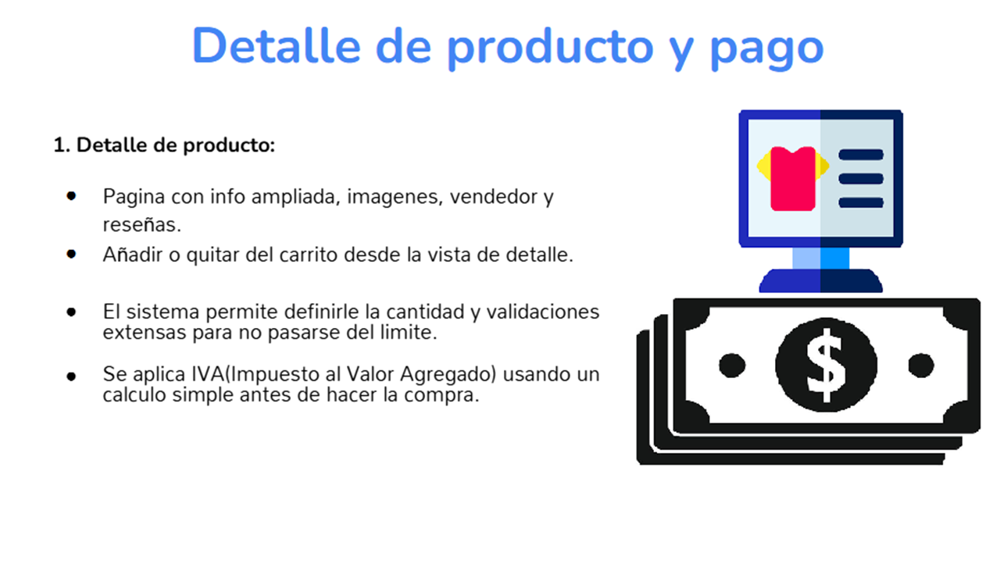 Detalle de producto y pago
1. Detalle de producto:
● Pagina con info ampliada, imagenes, vendedor y
reseñas.
● Añadir o quitar del carrito desde la vista de detalle.
● El sistema permite definirle la cantidad y validaciones
extensas para no pasarse del limite.
● Se aplica IVA(Impuesto al Valor Agregado) usando un
calculo simple antes de hacer la compra.
$